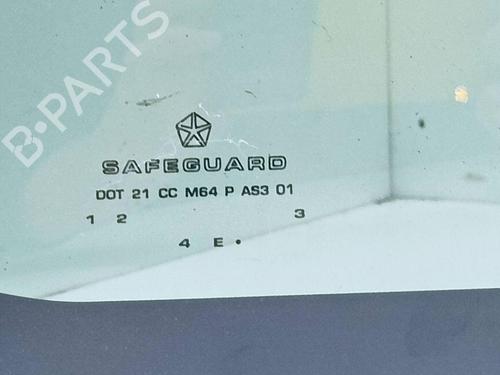 B-PARTS
SAFEGUARD
DOT 21 CC M64 P AS3 01
1 2 3
4 E •